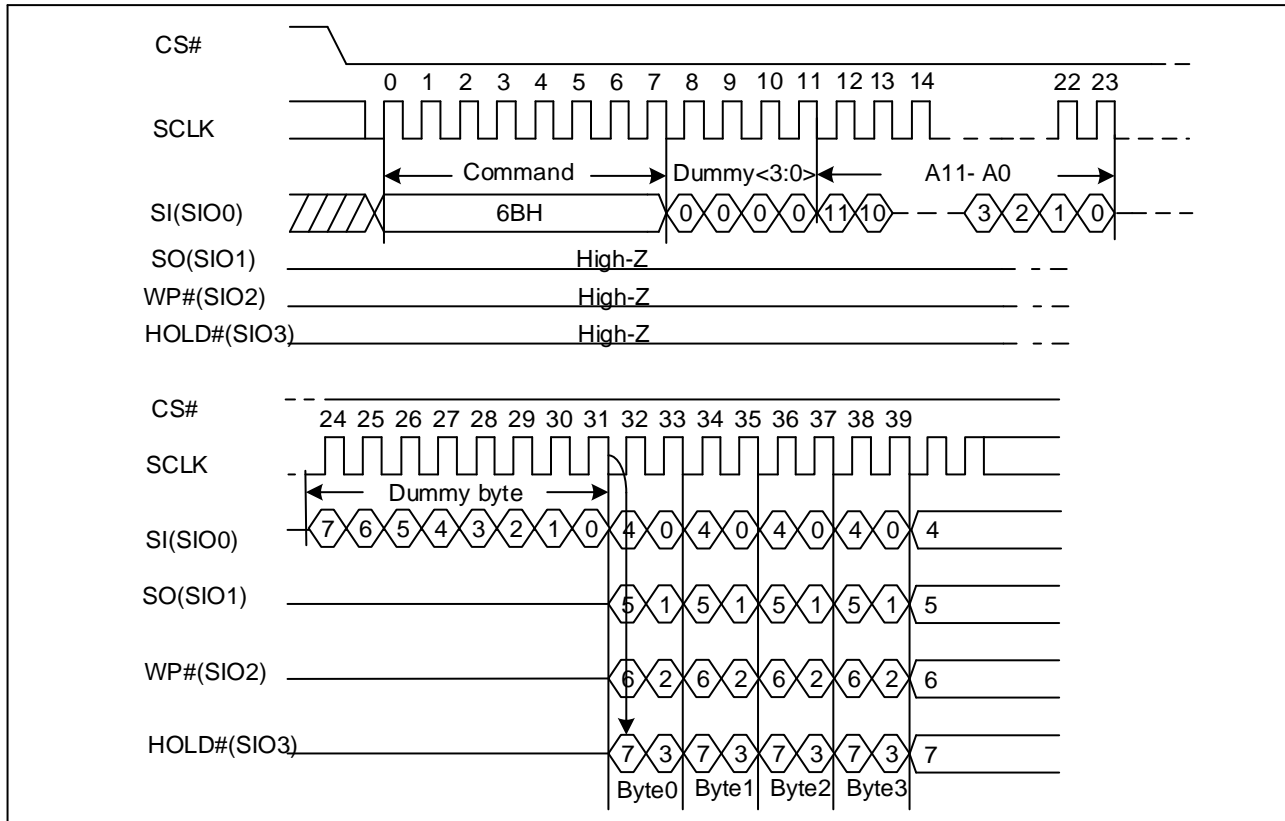 CS#
0 1 2 3 4 5 6 7 8 9 10 11 12 13 14 22 23
SCLK
Command Dummy<3:0> A11- A0
SI(SIO0) 6BH 0 0 0 0 11 10 3 2 1 0
SO(SIO1) High-Z
WP#(SIO2) High-Z
HOLD#(SIO3) High-Z
CS#
24 25 26 27 28 29 30 31 32 33 34 35 36 37 38 39
SCLK
Dummy byte
SI(SIO0) 7 6 5 4 3 2 1 0 4 0 4 0 4 0 4 0 4
SO(SIO1) 5 1 5 1 5 1 5 1 5
WP#(SIO2) 6 2 6 2 6 2 6 2 6
HOLD#(SIO3) 7 3 7 3 7 3 7 3 7
Byte0 Byte1 Byte2 Byte3